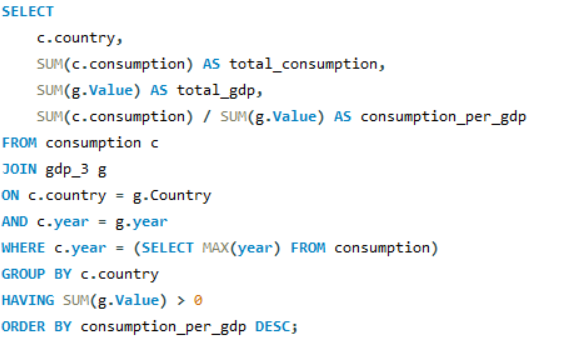 SELECT
c.country,
SUM(c.consumption) AS total_consumption,
SUM(g.Value) AS total_gdp,
SUM(c.consumption) / SUM(g.Value) AS consumption_per_gdp
FROM consumption c
JOIN gdp_3 g
ON c.country = g.Country
AND c.year = g.year
WHERE c.year = (SELECT MAX(year) FROM consumption)
GROUP BY c.country
HAVING SUM(g.Value) > 0
ORDER BY consumption_per_gdp DESC;